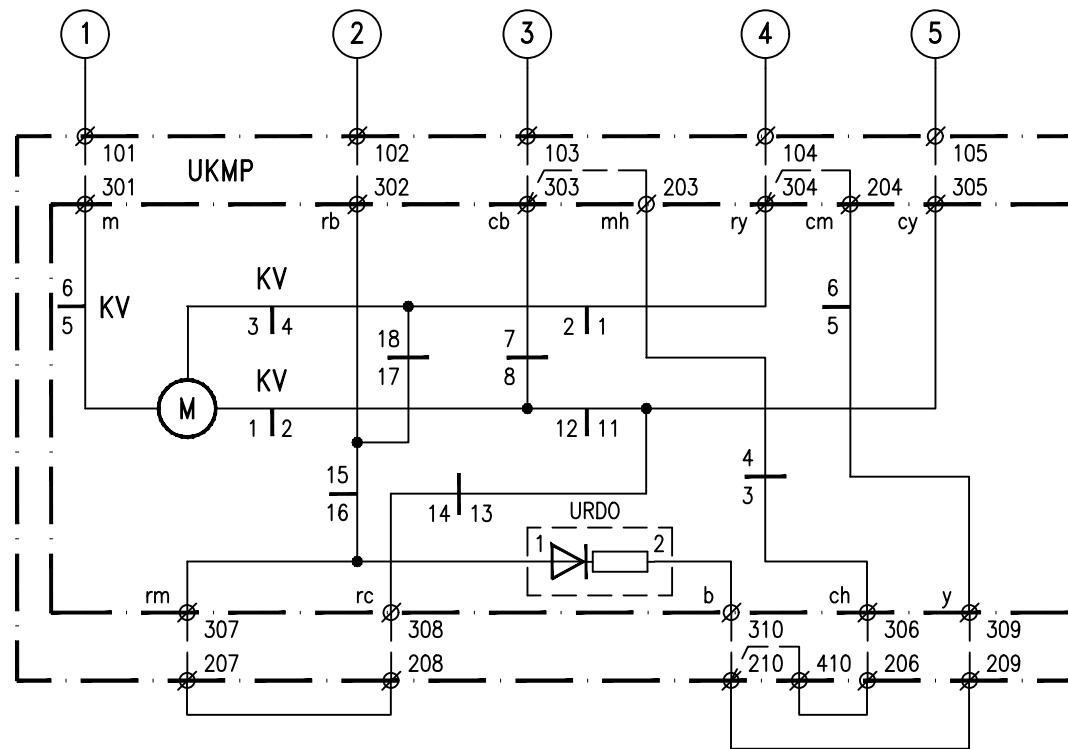 1 2 3 4 5
101 102 103 104 105
UKMP
301 302 303 203 304 204 305
m rb cb mh ry cm cy
6 KV KV 6
5 3 4 2 1 5
18 7
17 8
KV
M
1 2 12 11
15 4
16 14 13 3
URDO
1 2
rm rc b ch y
307 308 310 306 309
207 208 210 410 206 209